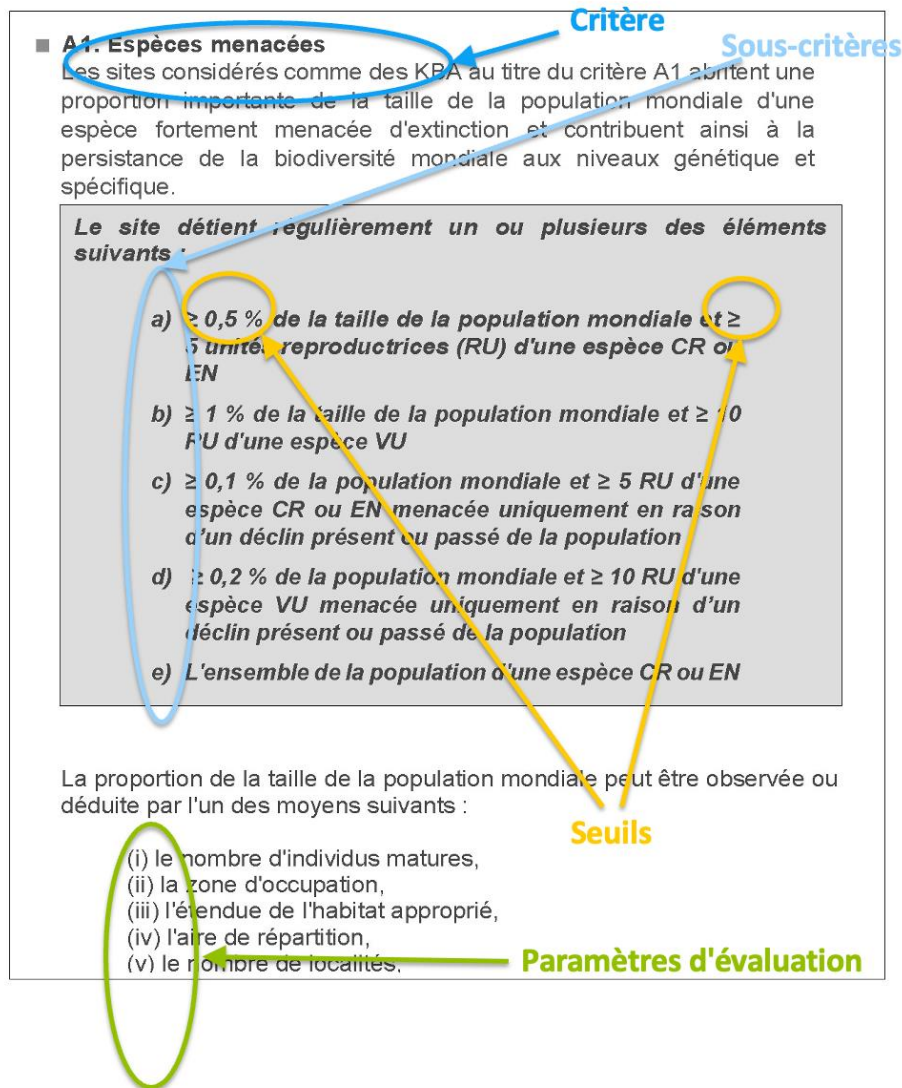 Critère
A1. Espèces menacées
Sous-critères
Les sites considérés comme des KBA au titre du critère A1 abritent une
proportion importante de la taille de la population mondiale d'une
espèce fortement menacée d'extinction et contribuent ainsi à la
persistance de la biodiversité mondiale aux niveaux génétique et
spécifique.
Le site détient régulièrement un ou plusieurs des éléments
suivants :
a) ≥ 0,5 % de la taille de la population mondiale et ≥
5 unités reproductrices (RU) d'une espèce CR ou
EN
b) ≥ 1 % de la taille de la population mondiale et ≥ 10
RU d'une espèce VU
c) ≥ 0,1 % de la population mondiale et ≥ 5 RU d'une
espèce CR ou EN menacée uniquement en raison
d'un déclin présent ou passé de la population
d) ≥ 0,2 % de la population mondiale et ≥ 10 RU d'une
espèce VU menacée uniquement en raison d’un
déclin présent ou passé de la population
e) L'ensemble de la population d'une espèce CR ou EN
La proportion de la taille de la population mondiale peut être observée ou
déduite par l'un des moyens suivants :
Seuils
(i) le nombre d'individus matures,
(ii) la zone d'occupation,
(iii) l'étendue de l'habitat approprié,
(iv) l'aire de répartition,
(v) le nombre de localités,
Paramètres d'évaluation